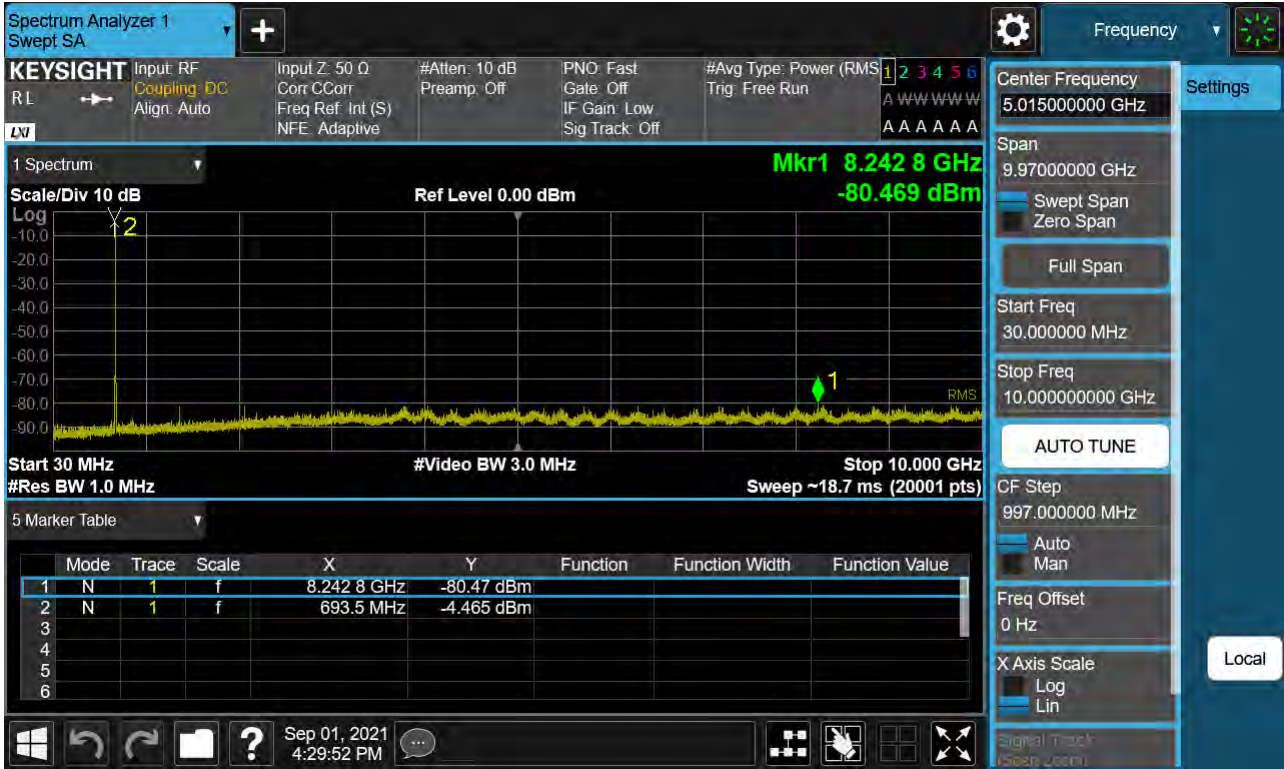 Spectrum Analyzer 1
Swept SA
+
Frequency
KEYSIGHT
RL
LXI
Input: RF
Coupling: DC
Align: Auto
Input Z: 50 Ω
Corr CCorr
Freq Ref: Int (S)
NFE: Adaptive
#Atten: 10 dB
Preamp: Off
PNO: Fast
Gate: Off
IF Gain: Low
Sig Track: Off
#Avg Type: Power (RMS
Trig: Free Run
1 2 3 4 5 6
A W W W W W
A A A A A A
1 Spectrum
Mkr1 8.242 8 GHz
-80.469 dBm
Scale/Div 10 dB
Ref Level 0.00 dBm
Log
-10.0
-20.0
-30.0
-40.0
-50.0
-60.0
-70.0
-80.0
-90.0
2
1
RMS
Start 30 MHz
#Video BW 3.0 MHz
Stop 10.000 GHz
#Res BW 1.0 MHz
Sweep ~18.7 ms (20001 pts)
5 Marker Table
Mode Trace Scale X Y Function Function Width Function Value
1 N 1 f 8.242 8 GHz -80.47 dBm
2 N 1 f 693.5 MHz -4.465 dBm
3
4
5
6
?
Sep 01, 2021
4:29:52 PM
Center Frequency
5.015000000 GHz
Span
9.97000000 GHz
Swept Span
Zero Span
Full Span
Start Freq
30.000000 MHz
Stop Freq
10.000000000 GHz
AUTO TUNE
CF Step
997.000000 MHz
Auto
Man
Freq Offset
0 Hz
X Axis Scale
Log
Lin
Signal Track
(Span Zoom)
Settings
Local